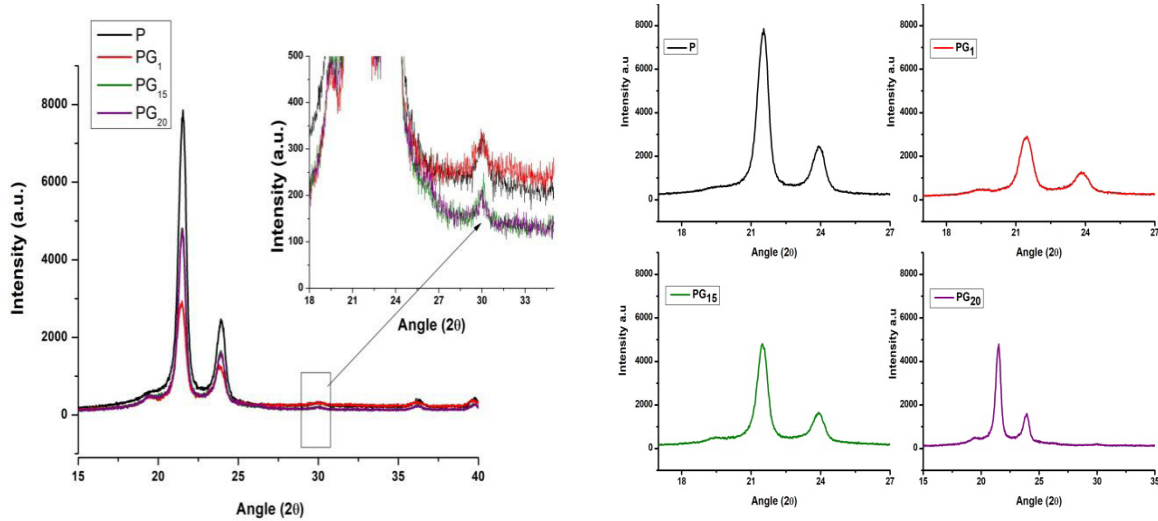 P
PG1
PG15
PG20
Intensity (a.u.)
8000
6000
4000
2000
0
15 20 25 30 35 40
Angle (2θ)
Intensity (a.u.)
500
400
300
200
100
0
18 21 24 27 30 33
Angle (2θ)
P
Intensity a.u
8000
6000
4000
2000
0
18 21 24 27
Angle (2θ)
PG1
Intensity a.u
8000
6000
4000
2000
0
18 21 24 27
Angle (2θ)
PG15
Intensity a.u
8000
6000
4000
2000
0
18 21 24 27
Angle (2θ)
PG20
Intensity a.u
8000
6000
4000
2000
0
20 25 30 35
Angle (2θ)